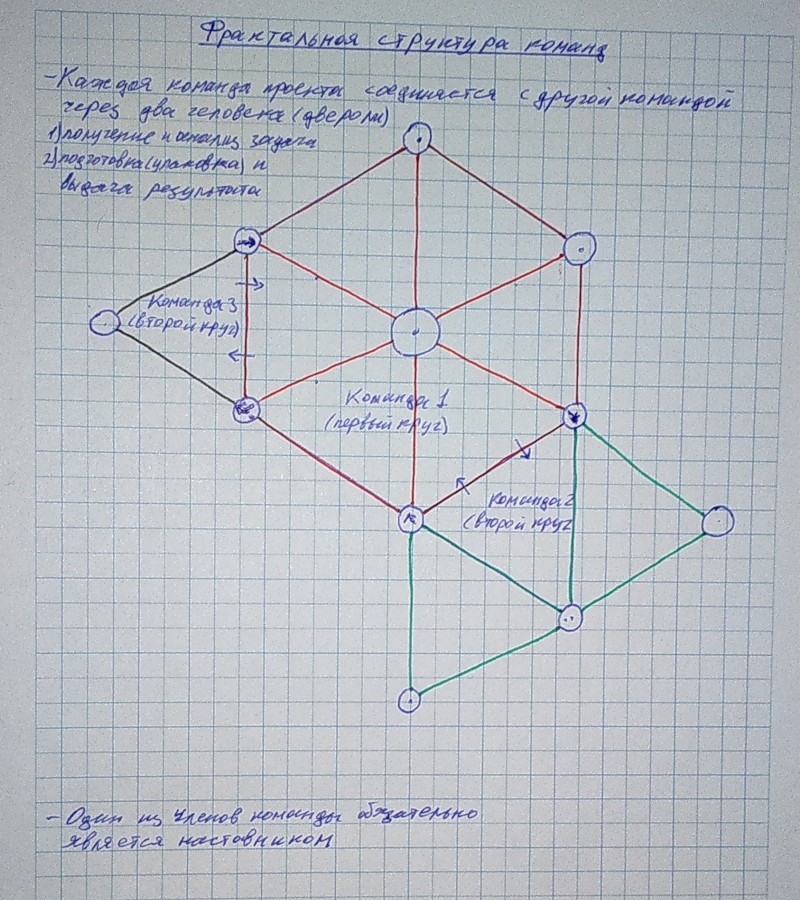 Фрактальная структура команд
- Каждая команда проекта соединяется с другой командой
через два человека (двероли)
1) получение и анализ задач
2) подготовка (упаковка) и
выдача результата
Команда 3
(второй круг)
Команда 1
(первый круг)
Команда 2
(второй круг
- Один из членов команды обязательно
является наставником